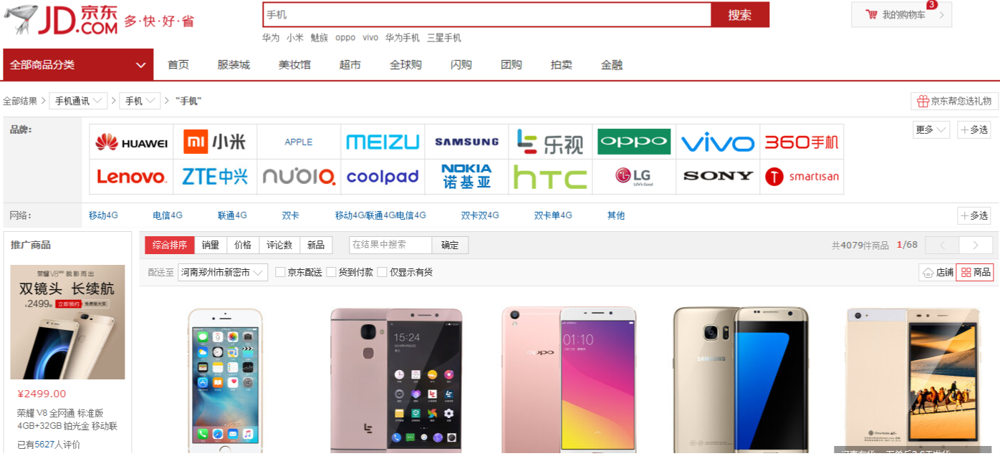 JD.COM 京东 多·快·好·省
手机
搜索
3
我的购物车
华为 小米 魅族 oppo vivo 华为手机 三星手机
全部商品分类
首页 服装城 美妆馆 超市 全球购 闪购 团购 拍卖 金融
全部结果 > 手机通讯 > 手机 > "手机"
京东帮您选礼物
品牌:
HUAWEI mi 小米 APPLE MEIZU SAMSUNG 乐视 oppo vivo 360手机
更多 +多选
Lenovo ZTE中兴 nubia coolpad NOKIA 诺基亚 hTC LG Life's Good SONY T smartisan
网络:
移动4G 电信4G 联通4G 双卡 移动4G/联通4G/电信4G 双卡双4G 双卡单4G 其他
+多选
推广商品
综合排序 销量 价格 评论数 新品 在结果中搜索 确定
共4079件商品 1/68 < >
配送至 河南郑州市新密市 京东配送 货到付款 仅显示有货
店铺 商品
荣耀V8 脱影而出
双镜头 长续航
2499 立即预约
¥2499.00
荣耀 V8 全网通 标准版
4GB+32GB 铂光金 移动联
已有5627人评价
15:24
oppo
01:10
SAMSUNG